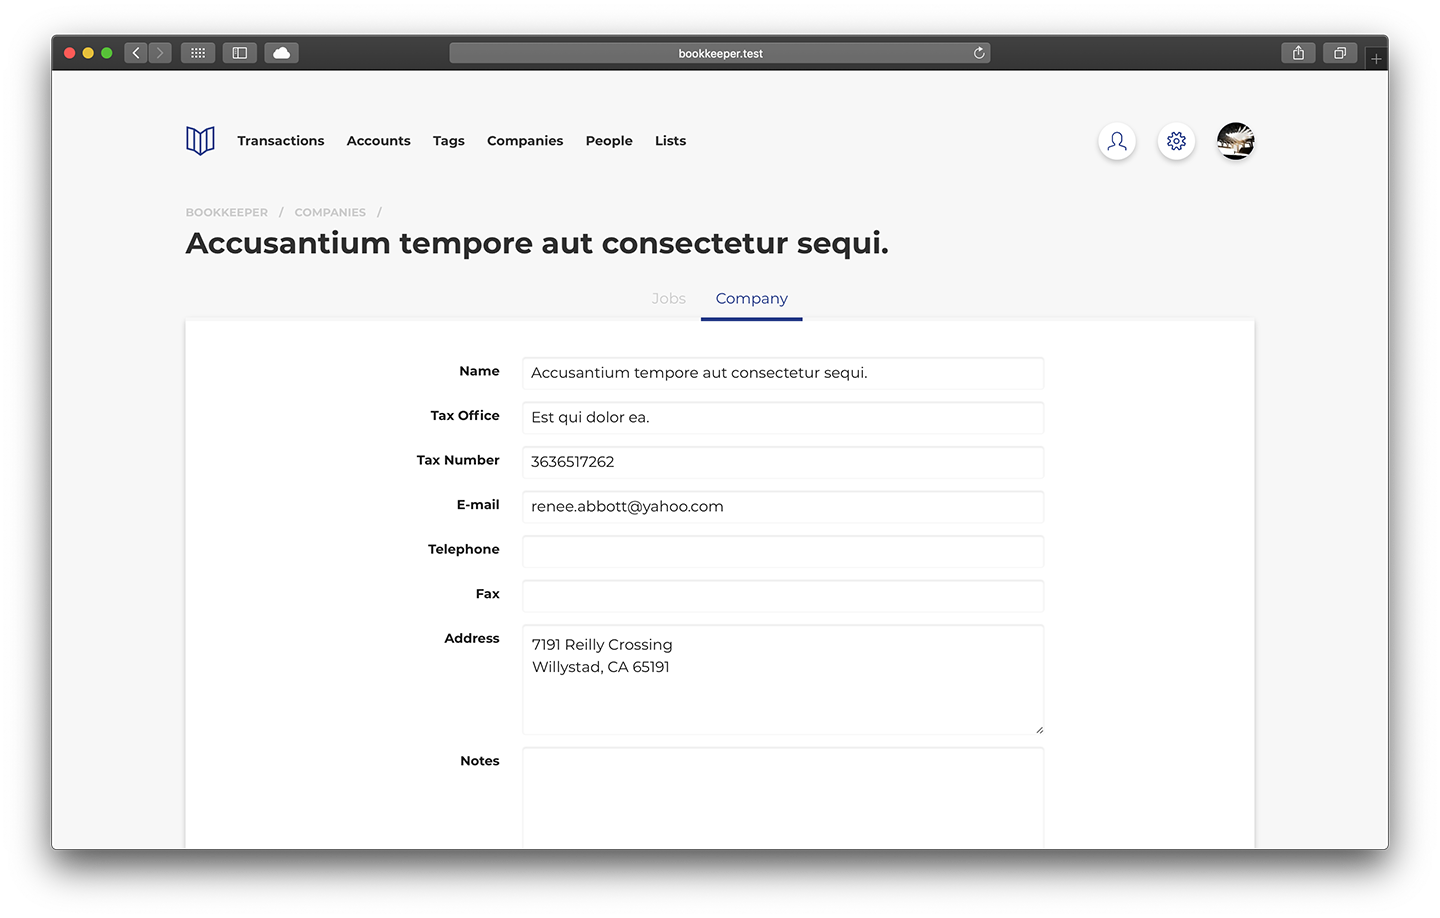 bookkeeper.test
Transactions Accounts Tags Companies People Lists
BOOKKEEPER / COMPANIES /
Accusantium tempore aut consectetur sequi.
Jobs Company
Name Accusantium tempore aut consectetur sequi.
Tax Office Est qui dolor ea.
Tax Number 3636517262
E-mail renee.abbott@yahoo.com
Telephone
Fax
Address 7191 Reilly Crossing
Willystad, CA 65191
Notes